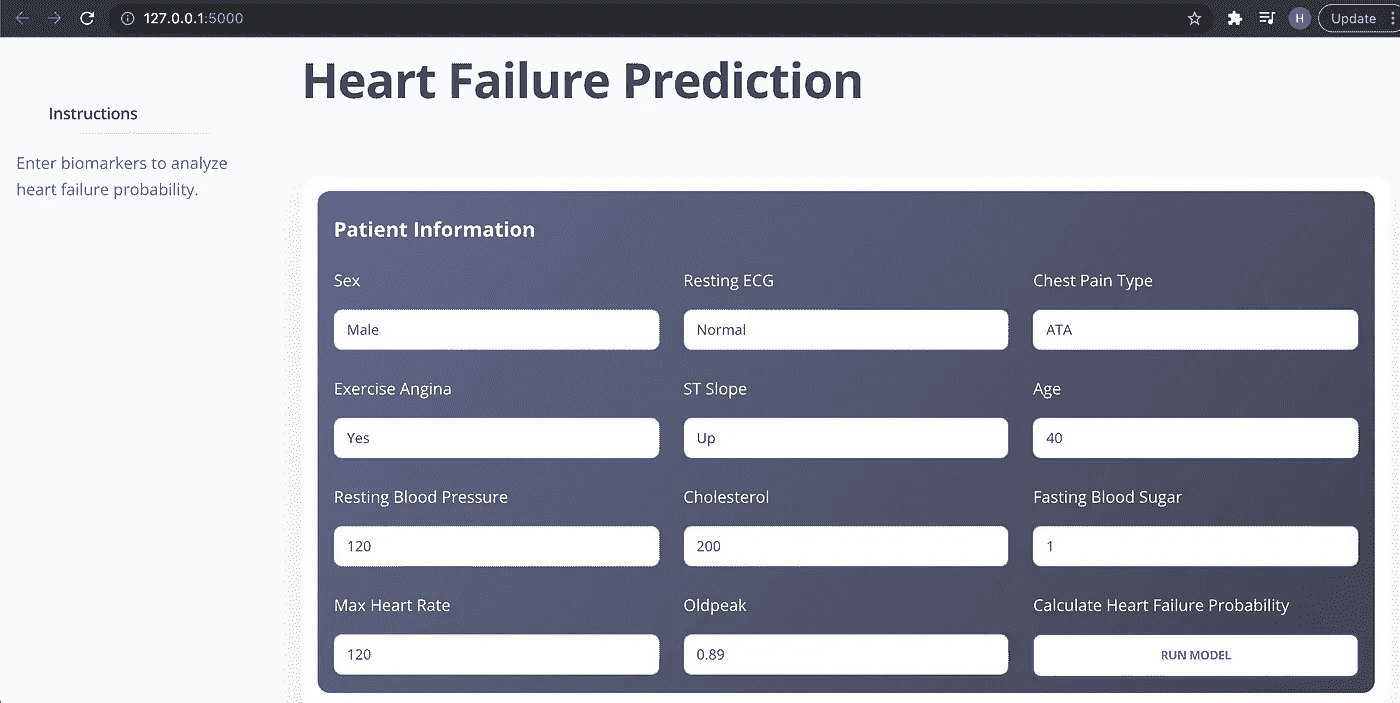 127.0.0.1:5000
H
Update
Heart Failure Prediction
Instructions
Enter biomarkers to analyze
heart failure probability.
Patient Information
Sex
Resting ECG
Chest Pain Type
Male
Normal
ATA
Exercise Angina
ST Slope
Age
Yes
Up
40
Resting Blood Pressure
Cholesterol
Fasting Blood Sugar
120
200
1
Max Heart Rate
Oldpeak
Calculate Heart Failure Probability
120
0.89
RUN MODEL